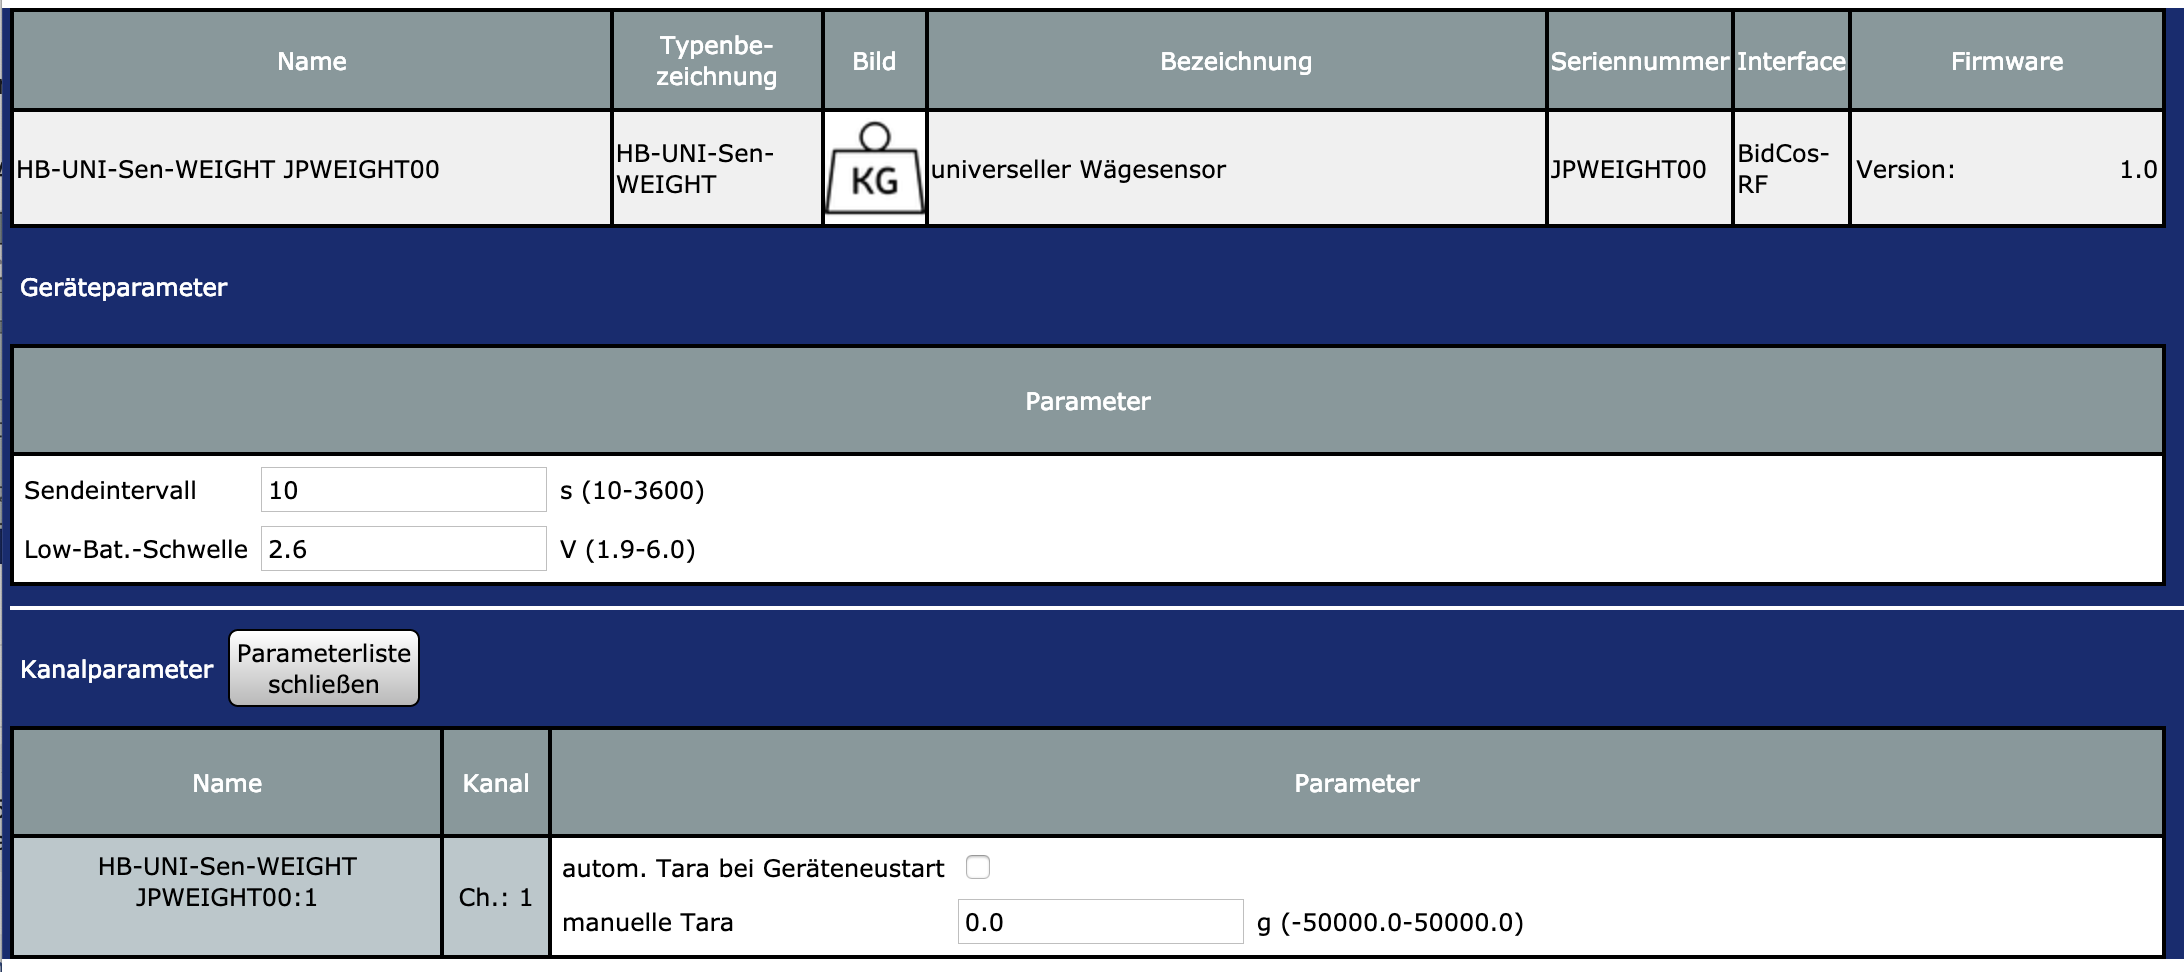 Name
Typenbe-
zeichnung
Bild
Bezeichnung
Seriennummer
Interface
Firmware
HB-UNI-Sen-WEIGHT JPWEIGHT00
HB-UNI-Sen-
WEIGHT
KG
universeller Wägesensor
JPWEIGHT00
BidCos-
RF
Version: 1.0
Geräteparameter
Parameter
Sendeintervall 10 s (10-3600)
Low-Bat.-Schwelle 2.6 V (1.9-6.0)
Kanalparameter
Parameterliste
schließen
Name
Kanal
Parameter
HB-UNI-Sen-WEIGHT
JPWEIGHT00:1
Ch.: 1
autom. Tara bei Geräteneustart
manuelle Tara 0.0 g (-50000.0-50000.0)